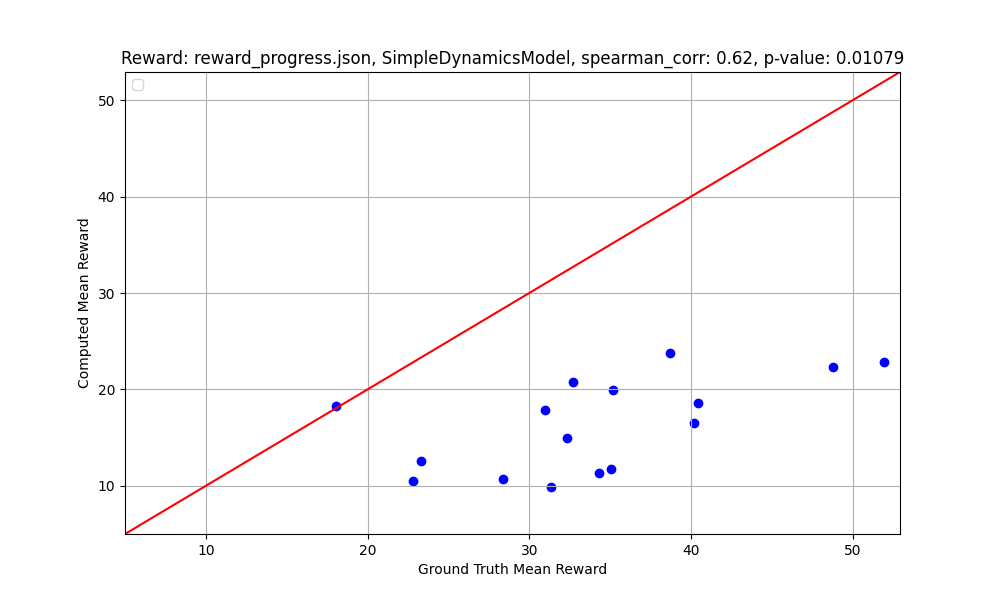 Reward: reward_progress.json, SimpleDynamicsModel, spearman_corr: 0.62, p-value: 0.01079
50
40
30
20
10
Computed Mean Reward
10 20 30 40 50
Ground Truth Mean Reward